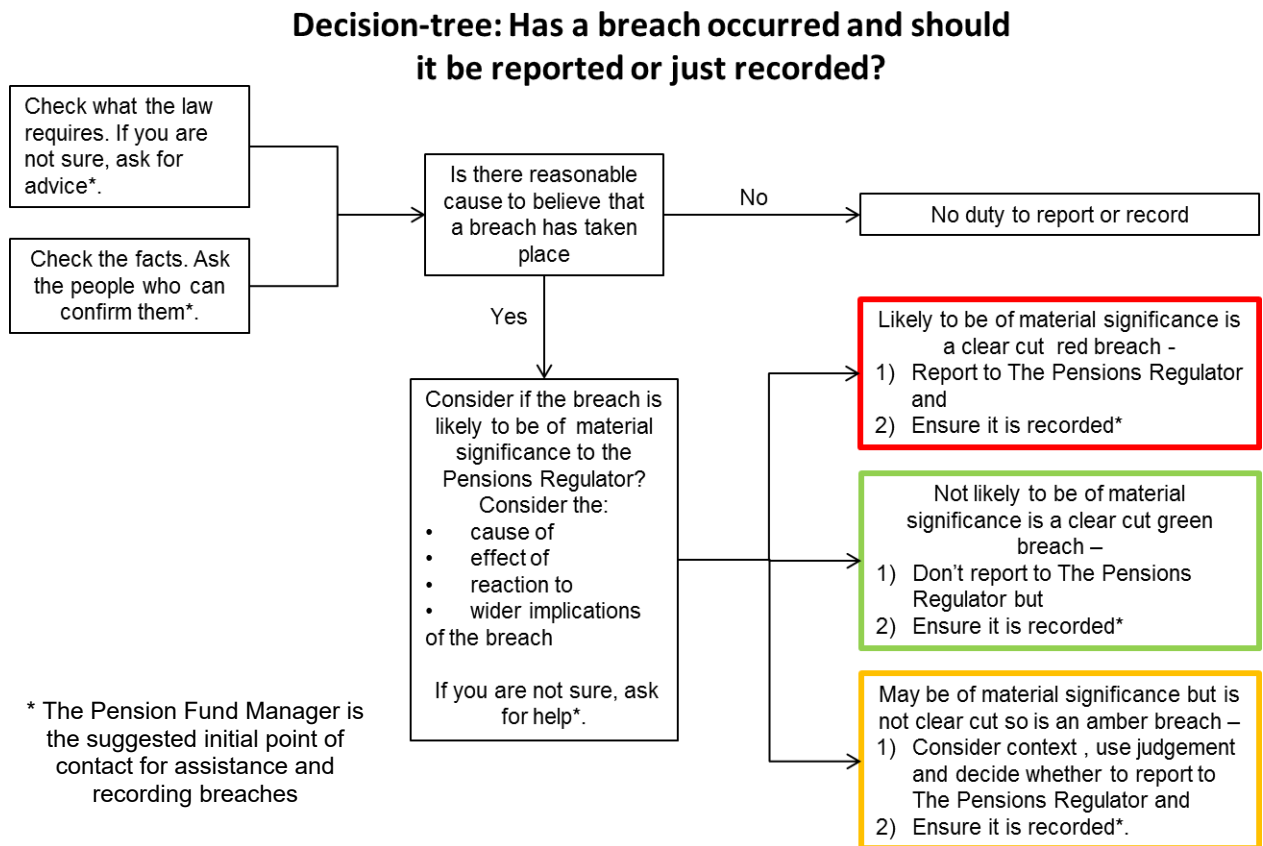 Decision-tree: Has a breach occurred and should
it be reported or just recorded?
Check what the law
requires. If you are
not sure, ask for
advice*.
Check the facts. Ask
the people who can
confirm them*.
Is there reasonable
cause to believe that
a breach has taken
place
No
No duty to report or record
Yes
Consider if the breach is
likely to be of material
significance to the
Pensions Regulator?
Consider the:
• cause of
• effect of
• reaction to
• wider implications
of the breach
If you are not sure, ask
for help*.
Likely to be of material significance is
a clear cut red breach -
1) Report to The Pensions Regulator
and
2) Ensure it is recorded*
Not likely to be of material
significance is a clear cut green
breach –
1) Don't report to The Pensions
Regulator but
2) Ensure it is recorded*
May be of material significance but is
not clear cut so is an amber breach –
1) Consider context , use judgement
and decide whether to report to
The Pensions Regulator and
2) Ensure it is recorded*.
* The Pension Fund Manager is
the suggested initial point of
contact for assistance and
recording breaches